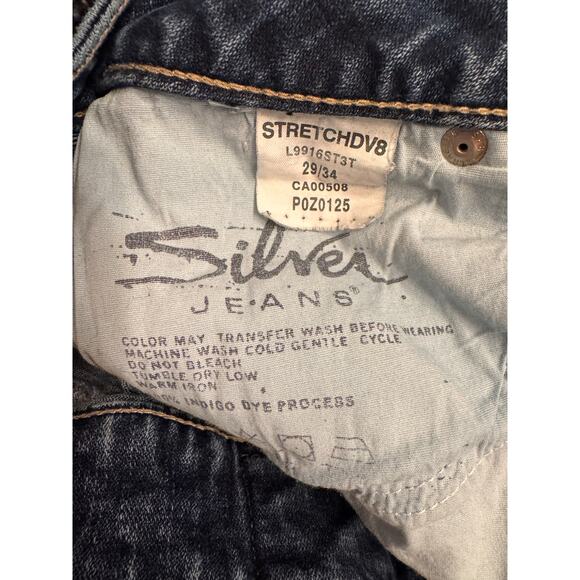 STRETCHDV8
L9916ST3T
29/34
CA00508
P0Z0125
Silver
JEANS®
COLOR MAY TRANSFER WASH BEFORE WEARING
MACHINE WASH COLD GENTLE CYCLE
DO NOT BLEACH
TUMBLE DRY LOW
WARM IRON
INDIGO DYE PROCESS